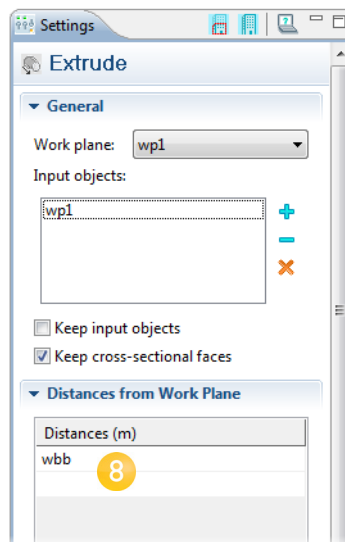 Settings
Extrude
General
Work plane: wp1
Input objects:
wp1
Keep input objects
Keep cross-sectional faces
Distances from Work Plane
Distances (m)
wbb
8